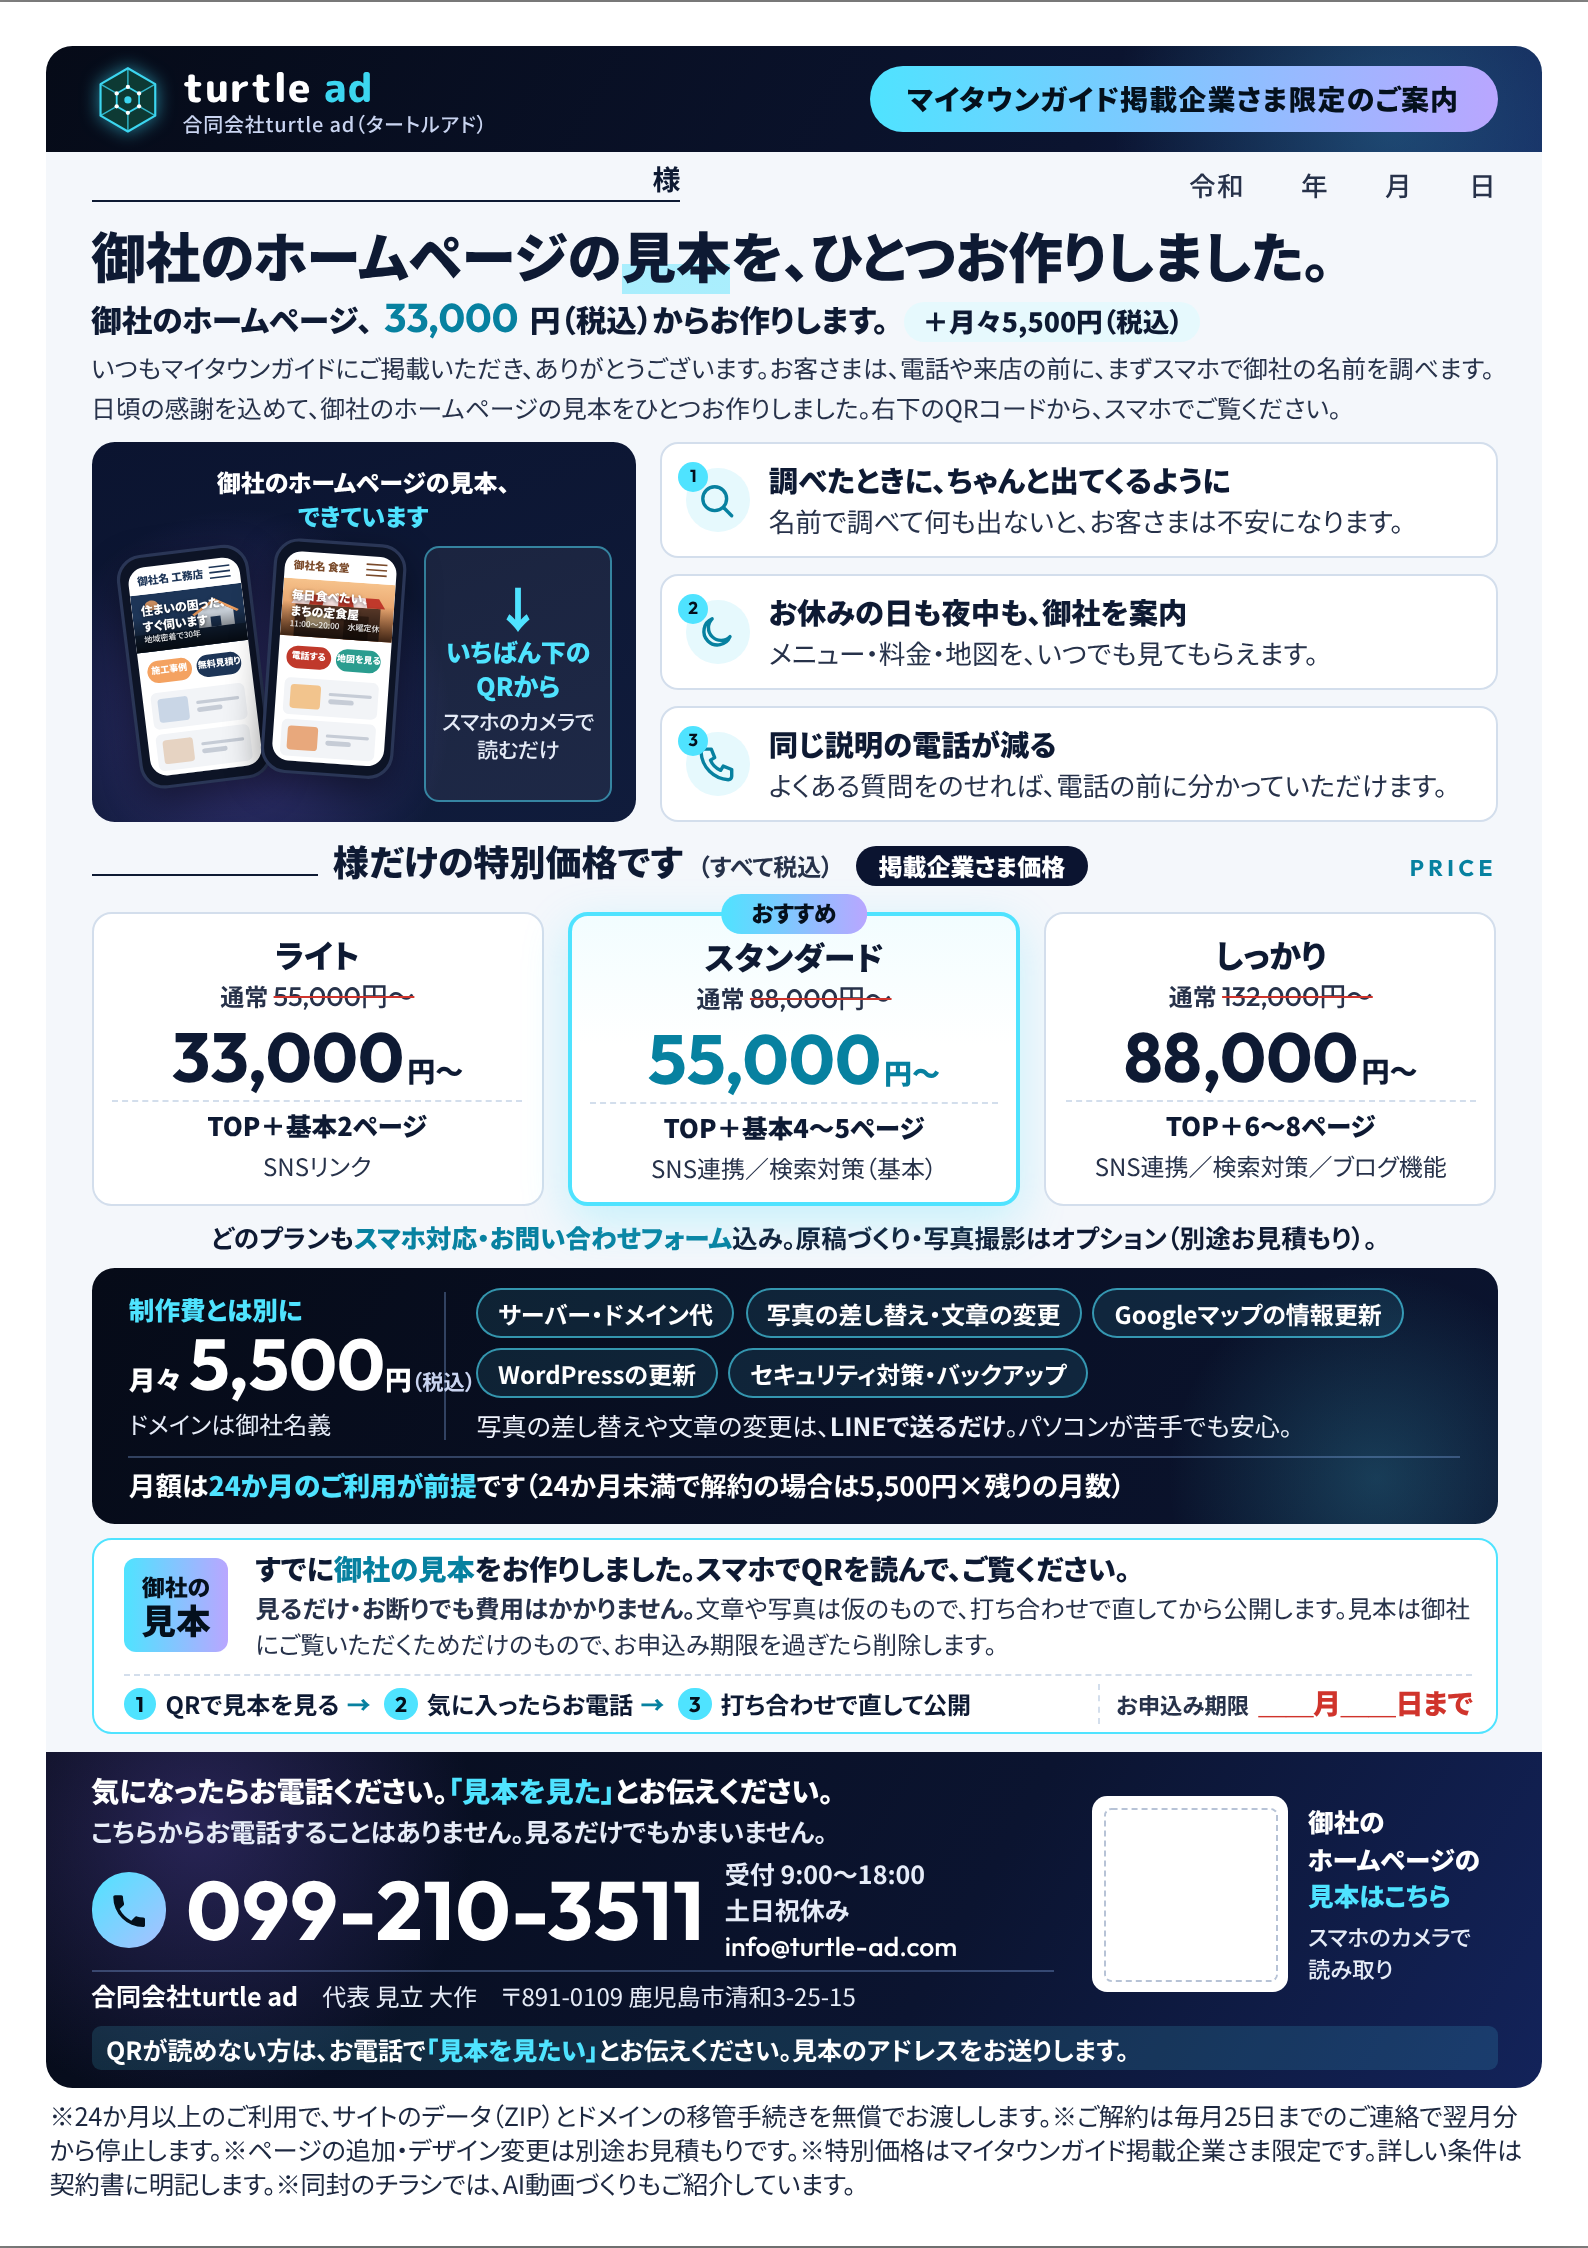 turtle ad
合同会社turtle ad（タートルアド）
マイタウンガイド掲載企業さま限定のご案内
様
令和　年　月　日
御社のホームページの見本を、ひとつお作りしました。
御社のホームページ、33,000円（税込）からお作りします。 ＋月々5,500円（税込）
いつもマイタウンガイドにご掲載いただき、ありがとうございます。お客さまは、電話や来店の前に、まずスマホで御社の名前を調べます。
日頃の感謝を込めて、御社のホームページの見本をひとつお作りしました。右下のQRコードから、スマホでご覧ください。
御社のホームページの見本、
できています
御社名 工務店
住まいの困った、
すぐ伺います
地域密着で30年
施工事例 無料見積り
御社名 食堂
毎日食べたい、
まちの定食屋
11:00〜20:00 水曜定休
電話する 地図を見る
↓
いちばん下の
QRから
スマホのカメラで
読むだけ
1 調べたときに、ちゃんと出てくるように
名前で調べて何も出ないと、お客さまは不安になります。
2 お休みの日も夜中も、御社を案内
メニュー・料金・地図を、いつでも見てもらえます。
3 同じ説明の電話が減る
よくある質問をのせれば、電話の前に分かっていただけます。
様だけの特別価格です（すべて税込） 掲載企業さま価格 PRICE
ライト
通常 55,000円〜
33,000円〜
TOP＋基本2ページ
SNSリンク
おすすめ
スタンダード
通常 88,000円〜
55,000円〜
TOP＋基本4〜5ページ
SNS連携／検索対策（基本）
しっかり
通常 132,000円〜
88,000円〜
TOP＋6〜8ページ
SNS連携／検索対策／ブログ機能
どのプランもスマホ対応・お問い合わせフォーム込み。原稿づくり・写真撮影はオプション（別途お見積もり）。
制作費とは別に
月々5,500円（税込）
ドメインは御社名義
サーバー・ドメイン代 写真の差し替え・文章の変更 Googleマップの情報更新
WordPressの更新 セキュリティ対策・バックアップ
写真の差し替えや文章の変更は、LINEで送るだけ。パソコンが苦手でも安心。
月額は24か月のご利用が前提です（24か月未満で解約の場合は5,500円×残りの月数）
御社の
見本
すでに御社の見本をお作りしました。スマホでQRを読んで、ご覧ください。
見るだけ・お断りでも費用はかかりません。文章や写真は仮のもので、打ち合わせで直してから公開します。見本は御社
にご覧いただくためだけのもので、お申込み期限を過ぎたら削除します。
1 QRで見本を見る → 2 気に入ったらお電話 → 3 打ち合わせで直して公開
お申込み期限 ＿＿月＿＿日まで
気になったらお電話ください。「見本を見た」とお伝えください。
こちらからお電話することはありません。見るだけでもかまいません。
099-210-3511
受付 9:00〜18:00
土日祝休み
info@turtle-ad.com
合同会社turtle ad 代表 見立 大作 〒891-0109 鹿児島市清和3-25-15
御社の
ホームページの
見本はこちら
スマホのカメラで
読み取り
QRが読めない方は、お電話で「見本を見たい」とお伝えください。見本のアドレスをお送りします。
※24か月以上のご利用で、サイトのデータ（ZIP）とドメインの移管手続きを無償でお渡しします。※ご解約は毎月25日までのご連絡で翌月分
から停止します。※ページの追加・デザイン変更は別途お見積もりです。※特別価格はマイタウンガイド掲載企業さま限定です。詳しい条件は
契約書に明記します。※同封のチラシでは、AI動画づくりもご紹介しています。